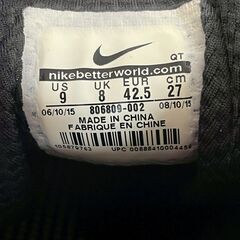 QT
nikebetterworld.com
US UK EUR cm
9 8 42.5 27
06/10/15 08/10/15
806809-002
MADE IN CHINA
FABRIQUE EN CHINE